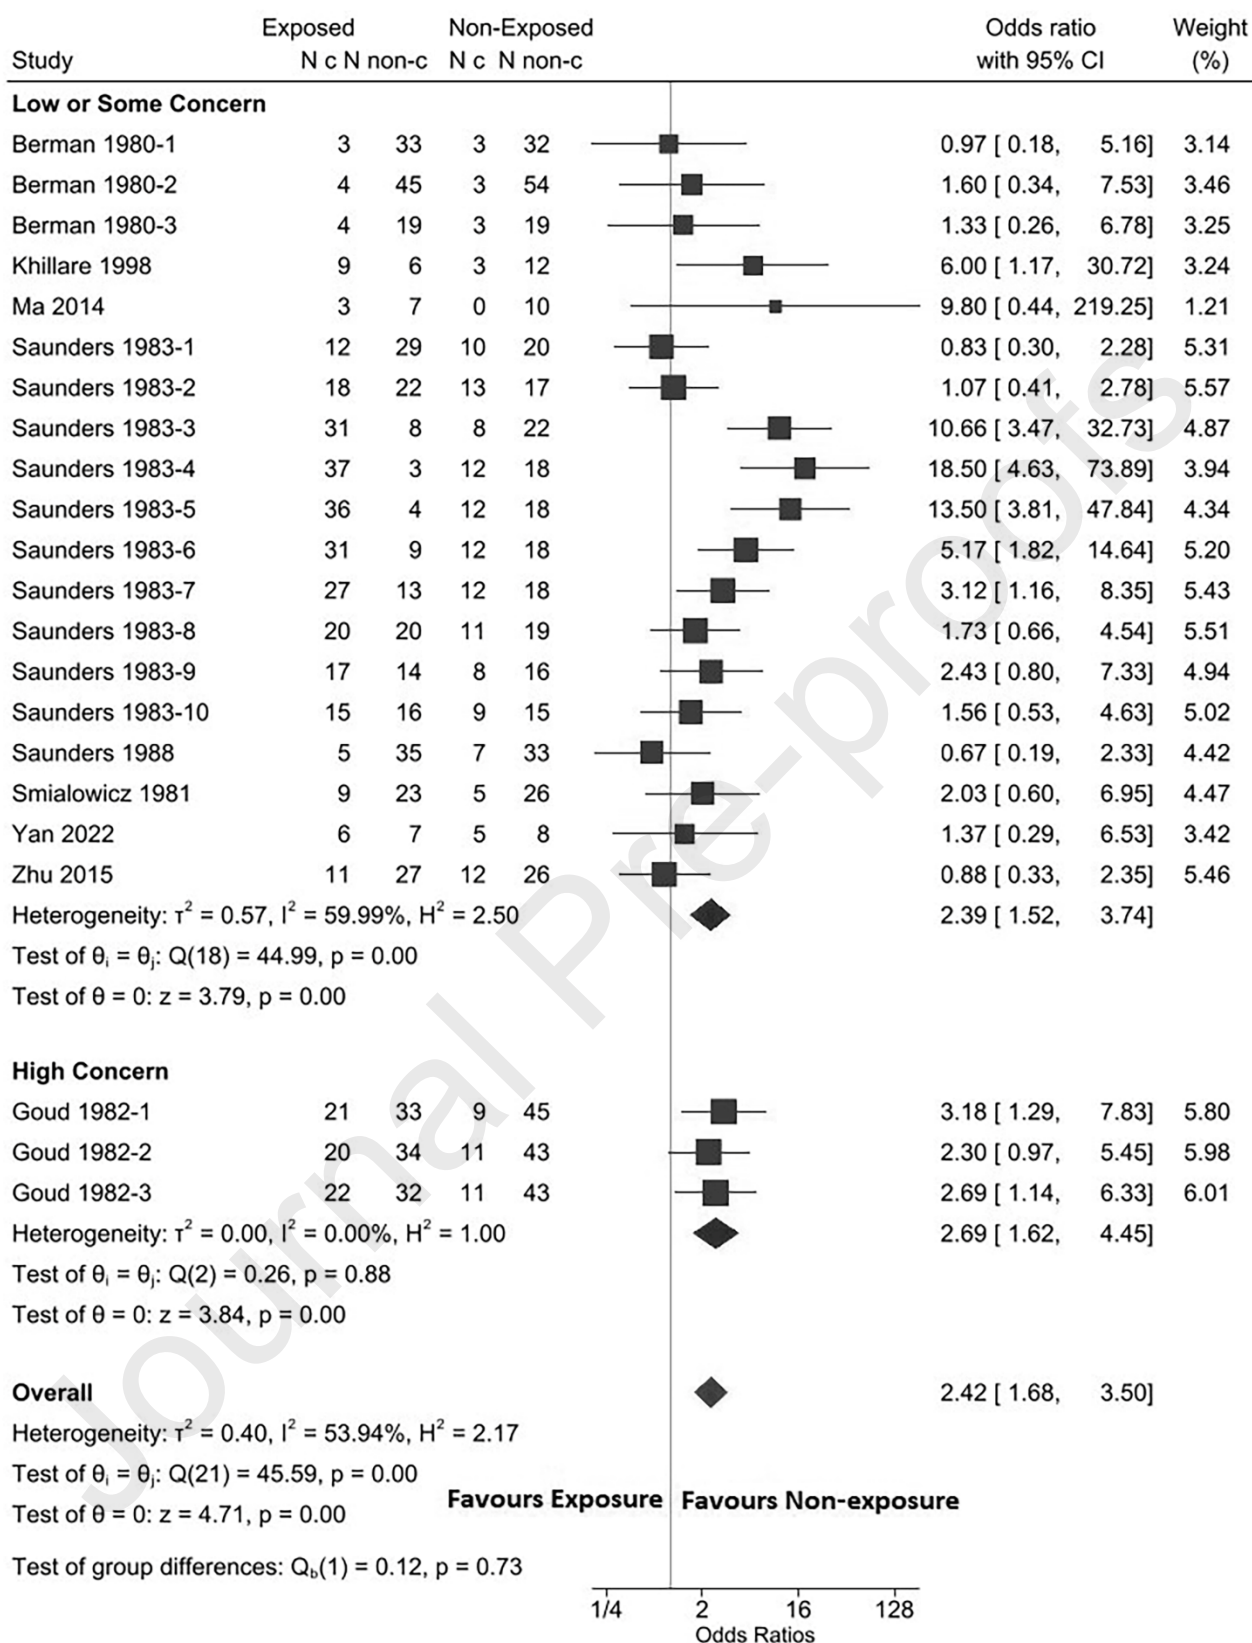 Exposed Non-Exposed Odds ratio Weight
Study N c N non-c N c N non-c with 95% CI (%)
Low or Some Concern
Berman 1980-1 3 33 3 32 0.97 [ 0.18, 5.16] 3.14
Berman 1980-2 4 45 3 54 1.60 [ 0.34, 7.53] 3.46
Berman 1980-3 4 19 3 19 1.33 [ 0.26, 6.78] 3.25
Khillare 1998 9 6 3 12 6.00 [ 1.17, 30.72] 3.24
Ma 2014 3 7 0 10 9.80 [ 0.44, 219.25] 1.21
Saunders 1983-1 12 29 10 20 0.83 [ 0.30, 2.28] 5.31
Saunders 1983-2 18 22 13 17 1.07 [ 0.41, 2.78] 5.57
Saunders 1983-3 31 8 8 22 10.66 [ 3.47, 32.73] 4.87
Saunders 1983-4 37 3 12 18 18.50 [ 4.63, 73.89] 3.94
Saunders 1983-5 36 4 12 18 13.50 [ 3.81, 47.84] 4.34
Saunders 1983-6 31 9 12 18 5.17 [ 1.82, 14.64] 5.20
Saunders 1983-7 27 13 12 18 3.12 [ 1.16, 8.35] 5.43
Saunders 1983-8 20 20 11 19 1.73 [ 0.66, 4.54] 5.51
Saunders 1983-9 17 14 8 16 2.43 [ 0.80, 7.33] 4.94
Saunders 1983-10 15 16 9 15 1.56 [ 0.53, 4.63] 5.02
Saunders 1988 5 35 7 33 0.67 [ 0.19, 2.33] 4.42
Smialowicz 1981 9 23 5 26 2.03 [ 0.60, 6.95] 4.47
Yan 2022 6 7 5 8 1.37 [ 0.29, 6.53] 3.42
Zhu 2015 11 27 12 26 0.88 [ 0.33, 2.35] 5.46
Heterogeneity: τ² = 0.57, I² = 59.99%, H² = 2.50 2.39 [ 1.52, 3.74]
Test of θᵢ = θⱼ: Q(18) = 44.99, p = 0.00
Test of θ = 0: z = 3.79, p = 0.00
High Concern
Goud 1982-1 21 33 9 45 3.18 [ 1.29, 7.83] 5.80
Goud 1982-2 20 34 11 43 2.30 [ 0.97, 5.45] 5.98
Goud 1982-3 22 32 11 43 2.69 [ 1.14, 6.33] 6.01
Heterogeneity: τ² = 0.00, I² = 0.00%, H² = 1.00 2.69 [ 1.62, 4.45]
Test of θᵢ = θⱼ: Q(2) = 0.26, p = 0.88
Test of θ = 0: z = 3.84, p = 0.00
Overall 2.42 [ 1.68, 3.50]
Heterogeneity: τ² = 0.40, I² = 53.94%, H² = 2.17
Test of θᵢ = θⱼ: Q(21) = 45.59, p = 0.00
Favours Exposure Favours Non-exposure
Test of θ = 0: z = 4.71, p = 0.00
Test of group differences: Q_b(1) = 0.12, p = 0.73
1/4 2 16 128
Odds Ratios
Journal Pre-proofs